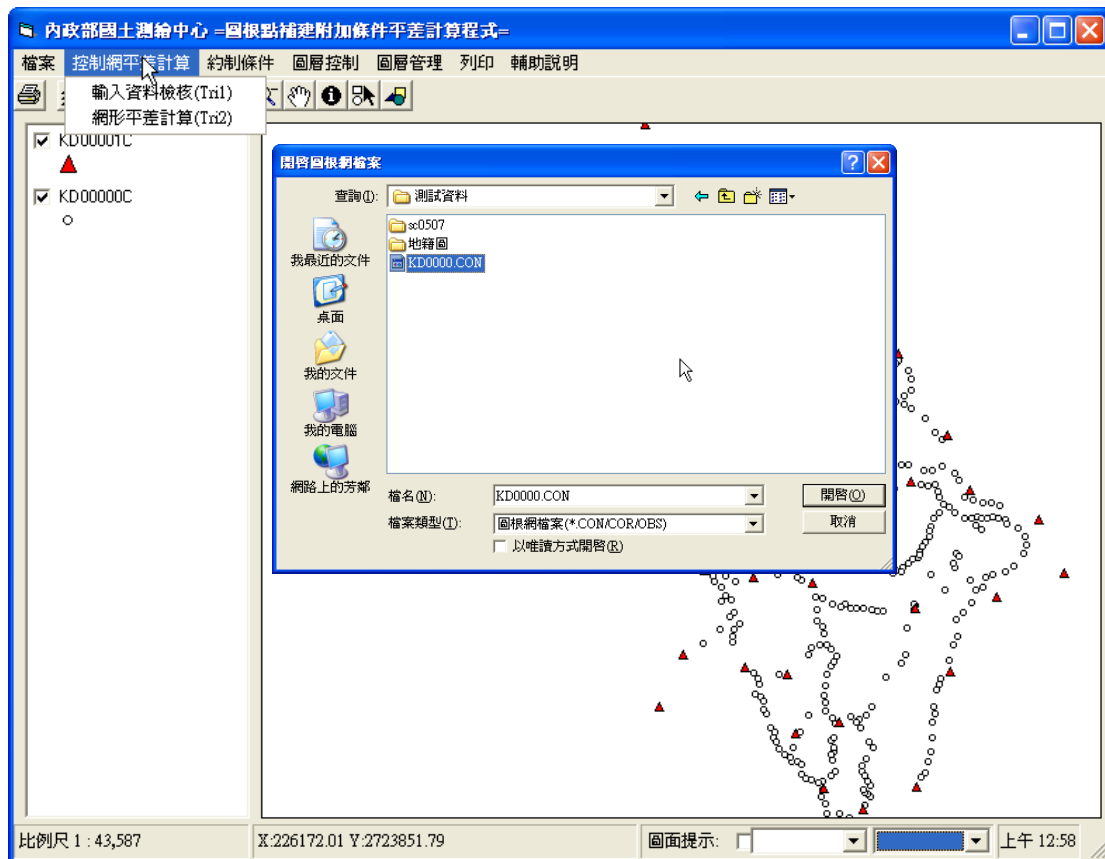 內政部國土測繪中心 =圖根點補建附加條件平差計算程式=
檔案 控制網平差計算 約制條件 圖層控制 圖層管理 列印 輔助說明
輸入資料檢核(Tri1)
網形平差計算(Tri2)
KD00001C
KD00000C
開啓圖根網檔案
查詢(I): 測試資料
我最近的文件
桌面
我的文件
我的電腦
網路上的芳鄰
sc0507
地籍圖
KD0000.CON
檔名(N): KD0000.CON 開啓(O)
檔案類型(T): 圖根網檔案(*.CON/COR/OBS) 取消
以唯讀方式開啓(R)
比例尺 1 : 43,587 X:226172.01 Y:2723851.79 圖面提示: 上午 12:58